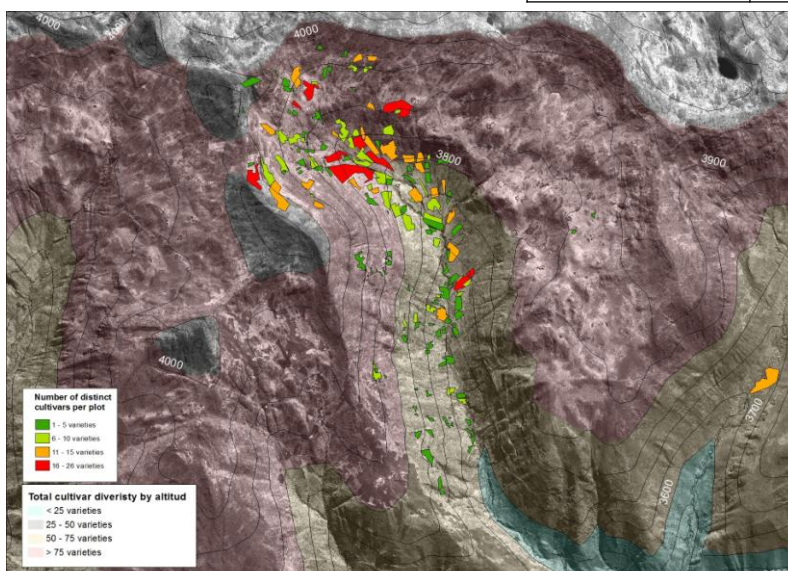 4000
4000
3800
3900
4000
3700
3600
Number of distinct
cultivars per plot
1 - 5 varieties
6 - 10 varieties
11 - 15 varieties
16 - 26 varieties
Total cultivar diveristy by altitud
< 25 varieties
25 - 50 varieties
50 - 75 varieties
> 75 varieties